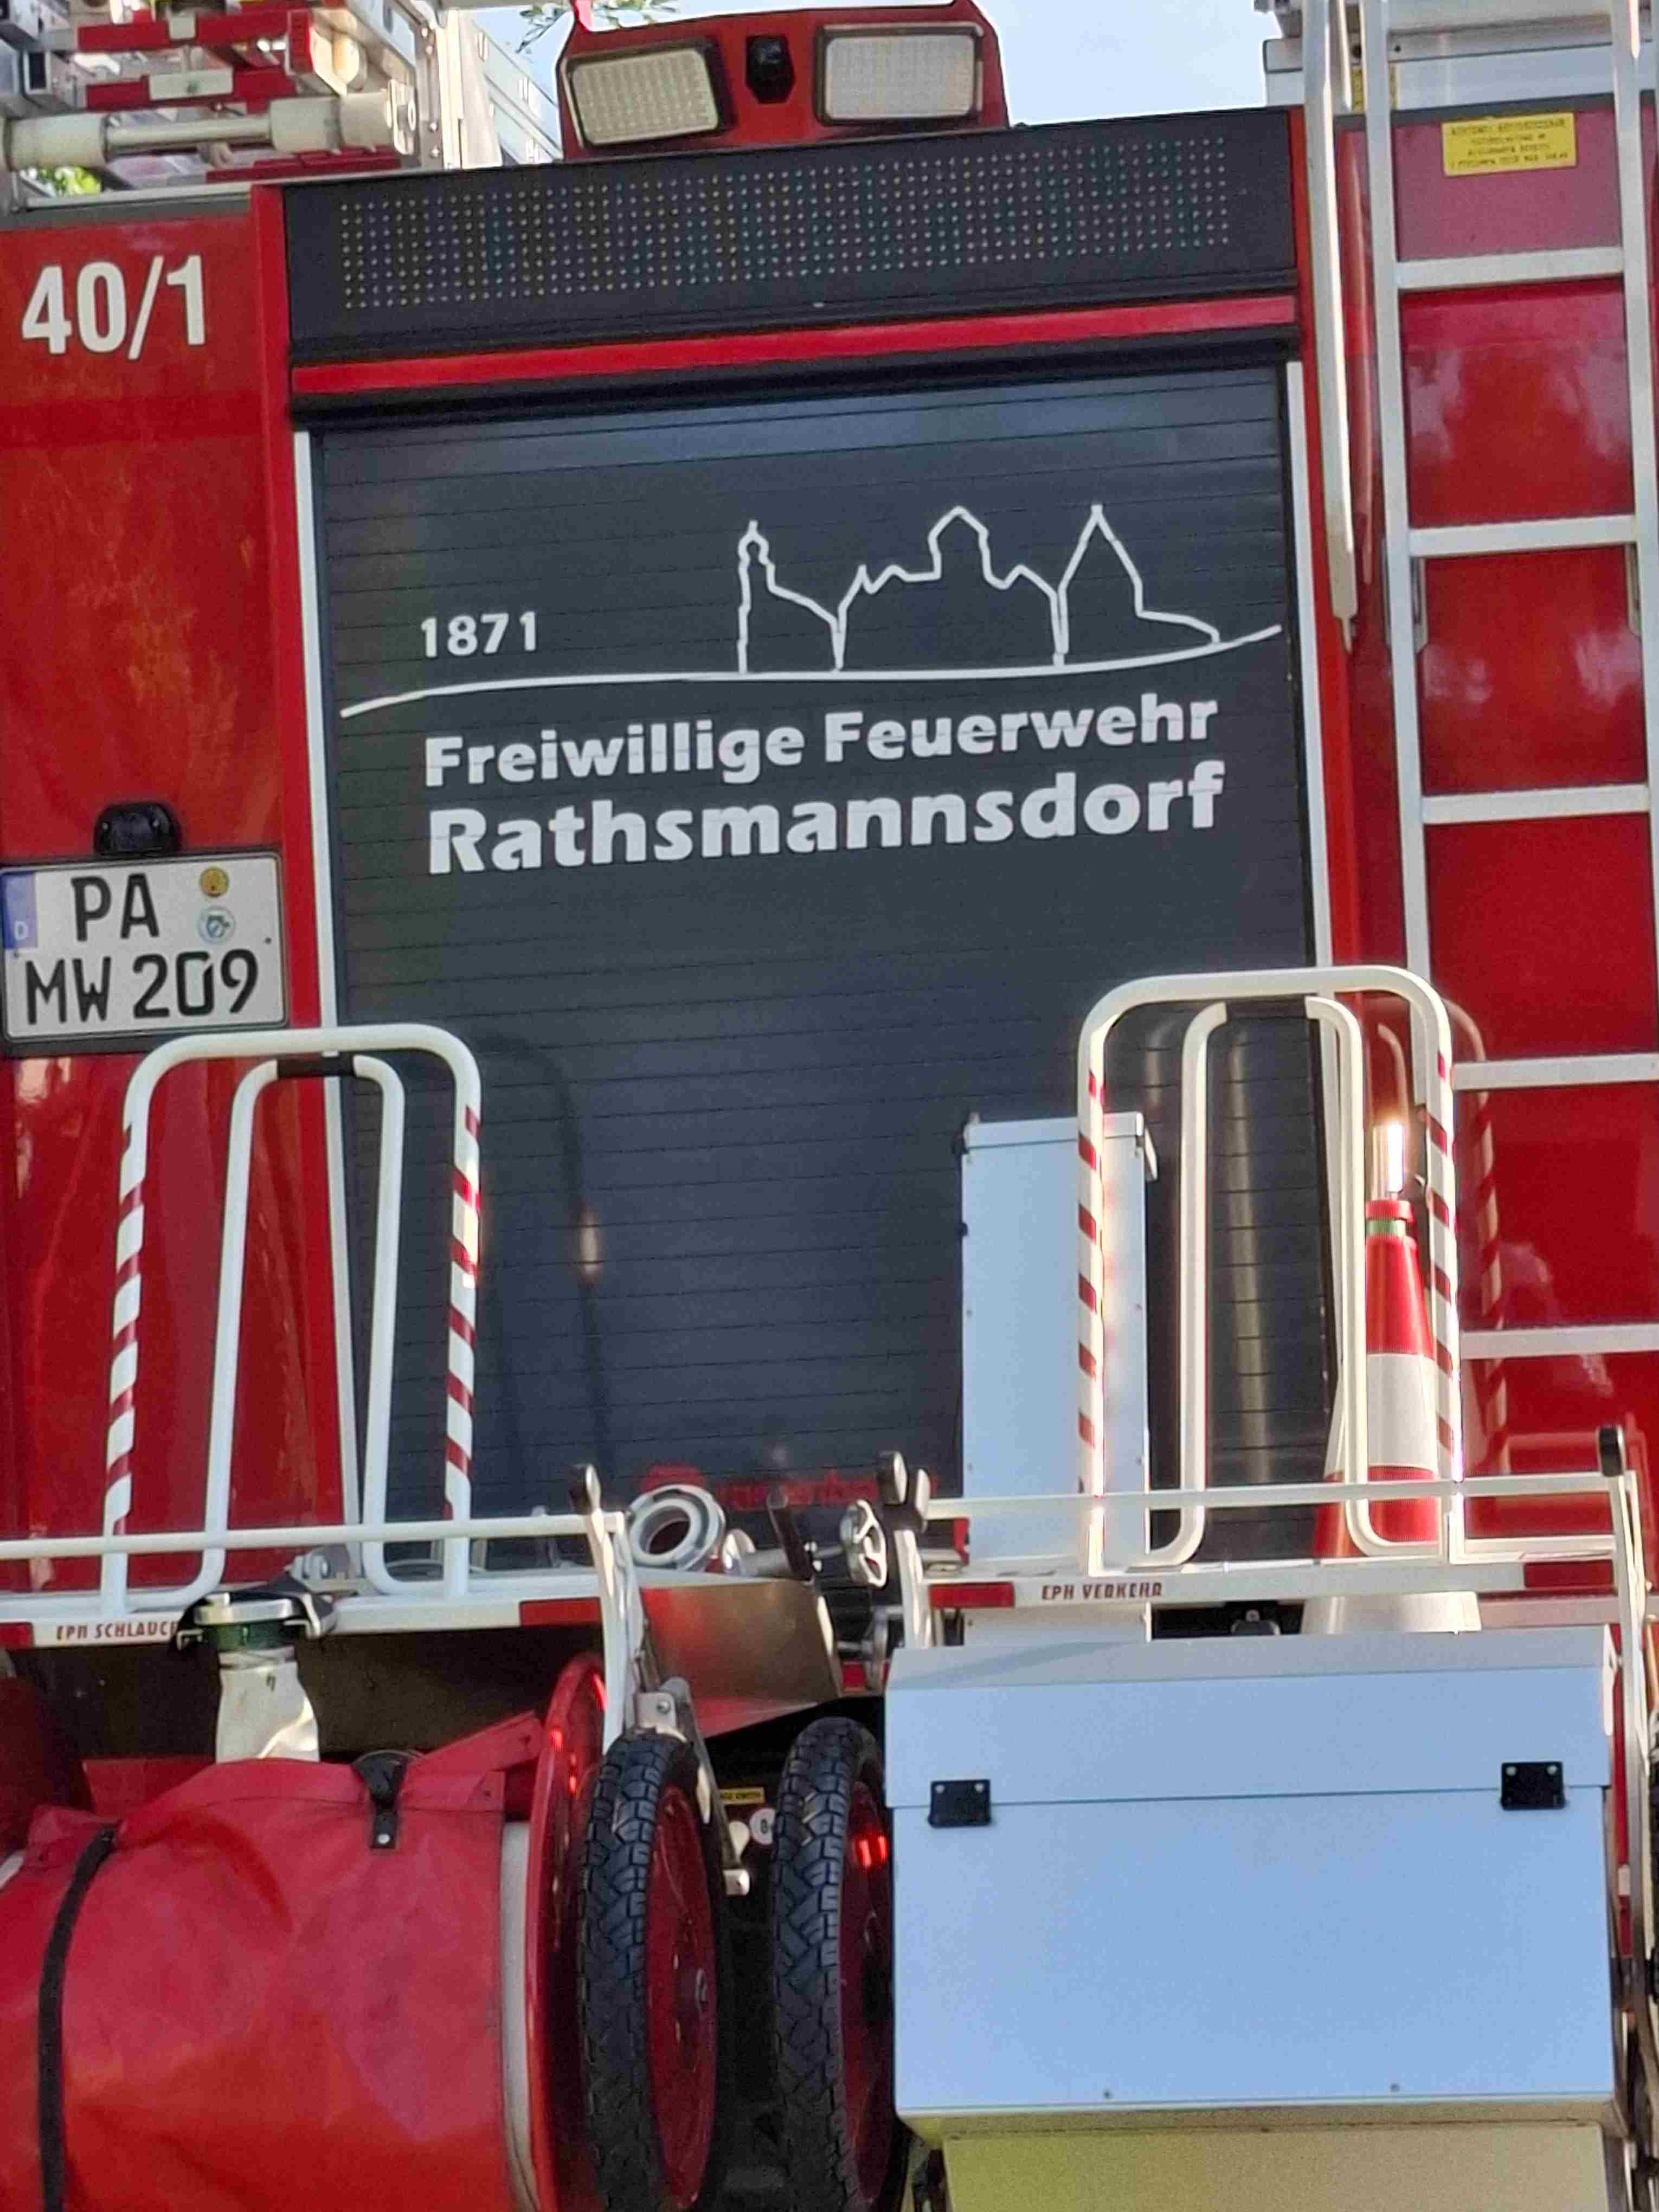 40/1
1871
Freiwillige Feuerwehr
Rathsmannsdorf
D
PA
MW 209
EPH SCHLAUCH
EPH VERKEHR